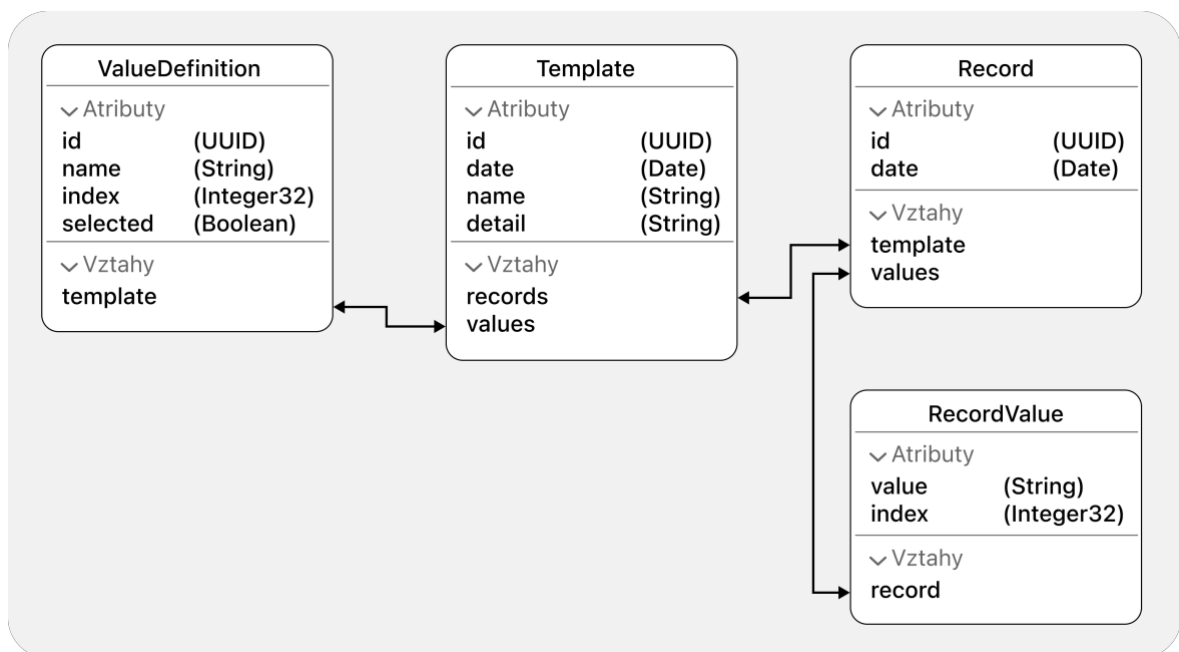 ValueDefinition
Atributy
id (UUID)
name (String)
index (Integer32)
selected (Boolean)
Vztahy
template
Template
Atributy
id (UUID)
date (Date)
name (String)
detail (String)
Vztahy
records
values
Record
Atributy
id (UUID)
date (Date)
Vztahy
template
values
RecordValue
Atributy
value (String)
index (Integer32)
Vztahy
record